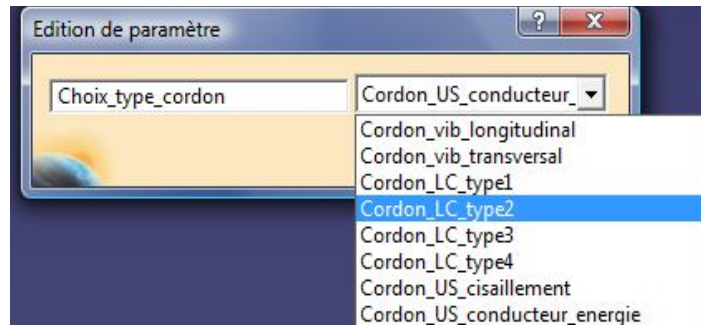 Edition de paramètre
?
X
Choix_type_cordon
Cordon_US_conducteur_
Cordon_vib_longitudinal
Cordon_vib_transversal
Cordon_LC_type1
Cordon_LC_type2
Cordon_LC_type3
Cordon_LC_type4
Cordon_US_cisaillement
Cordon_US_conducteur_energie